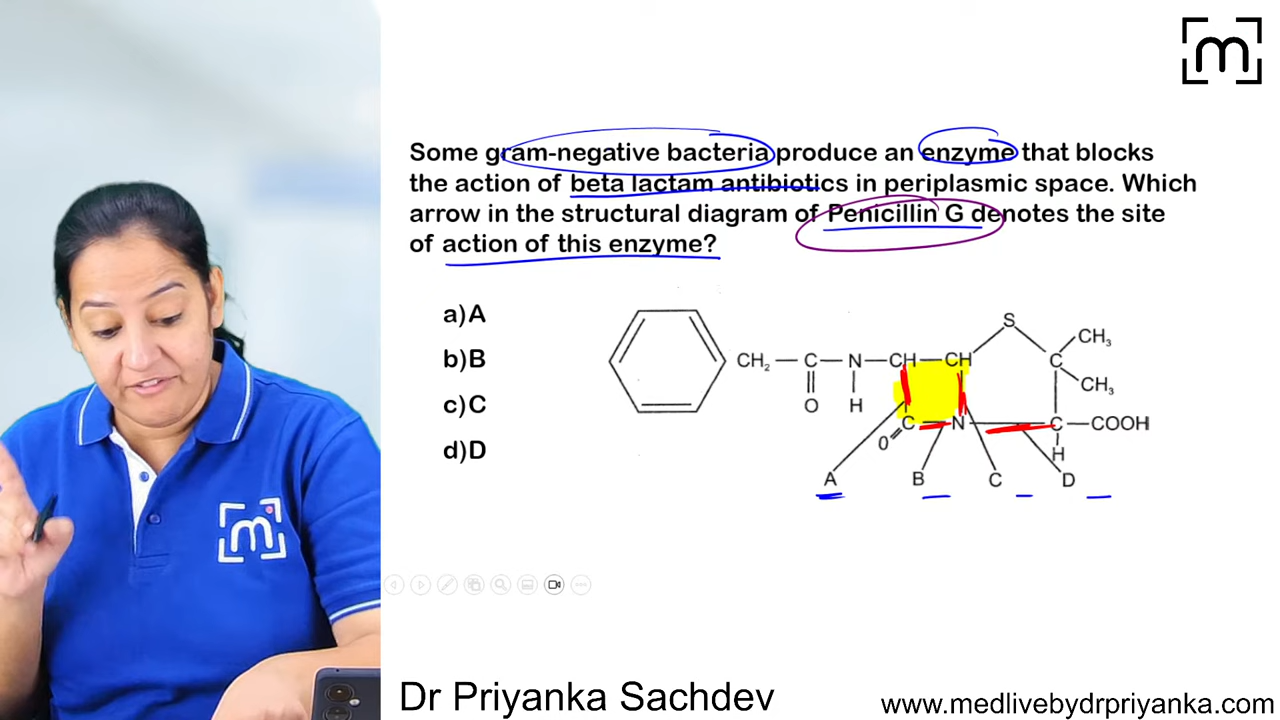 m
Some gram-negative bacteria produce an enzyme that blocks
the action of beta lactam antibiotics in periplasmic space. Which
arrow in the structural diagram of Penicillin G denotes the site
of action of this enzyme?
a)A
b)B
c)C
d)D
S
CH₃
CH₂ C N CH CH C
CH₃
O H
C N C COOH
O
H
A B C D
m
Dr Priyanka Sachdev
www.medlivebydrpriyanka.com